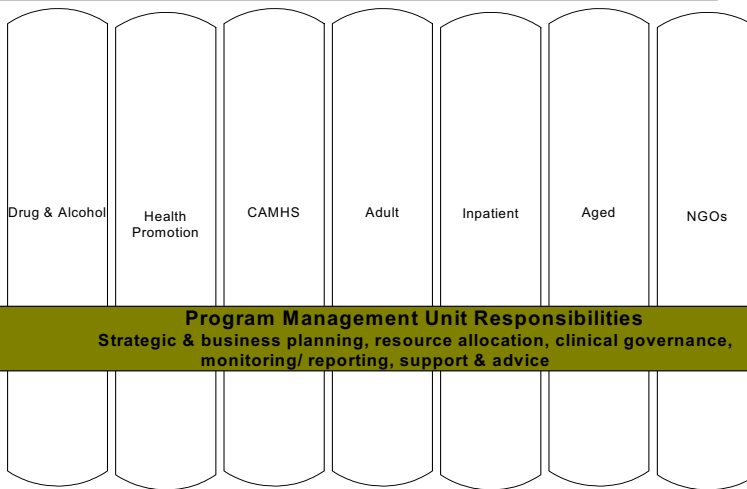 Drug & Alcohol
Health
Promotion
CAMHS
Adult
Inpatient
Aged
NGOs
Program Management Unit Responsibilities
Strategic & business planning, resource allocation, clinical governance,
monitoring/ reporting, support & advice